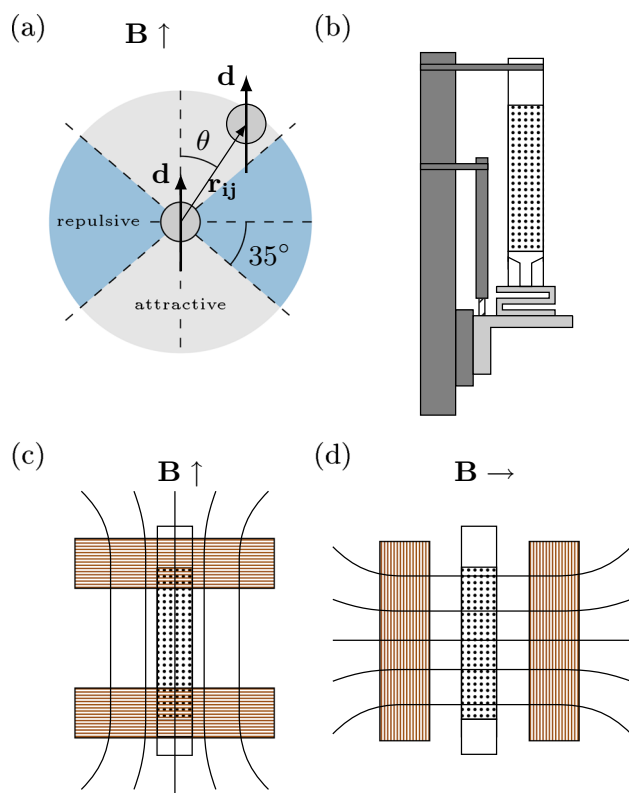 (a)
B ↑
(b)
d
θ
d
r_ij
repulsive
35°
attractive
(c)
B ↑
(d)
B →